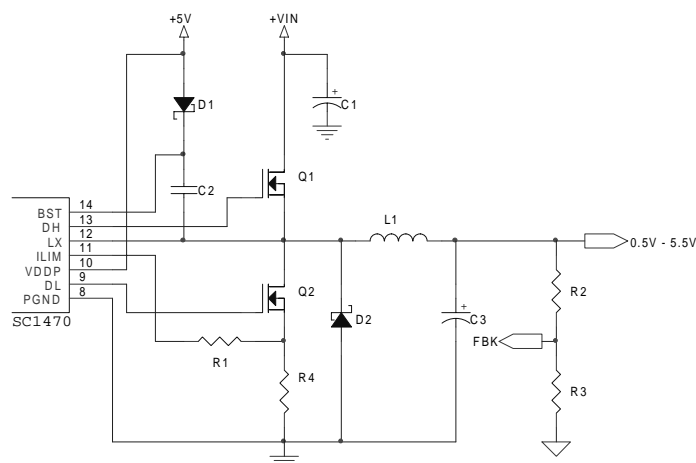 +5V
+VIN
D1
+
C1
Q1
C2
14
BST
13
DH
12
LX
11
ILIM
10
VDDP
9
DL
8
PGND
SC1470
L1
0.5V - 5.5V
Q2
D2
+
C3
R2
FBK
R1
R4
R3